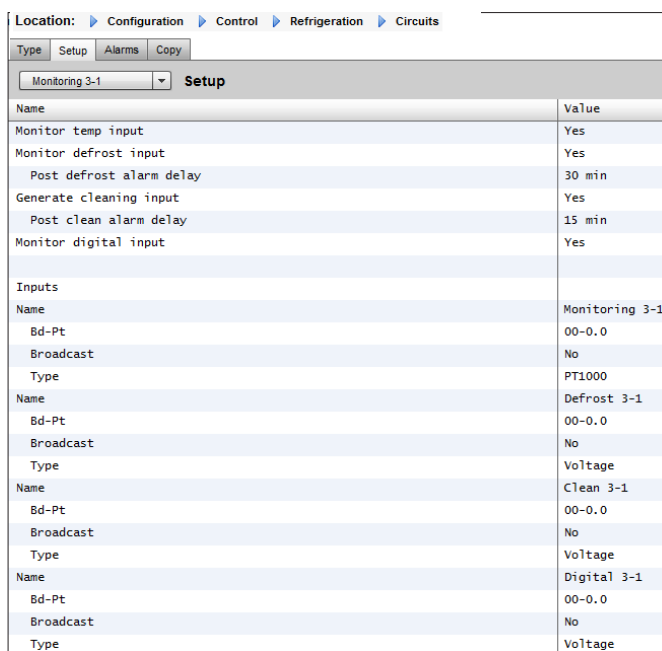 Location: Configuration Control Refrigeration Circuits
Type Setup Alarms Copy
Monitoring 3-1 Setup
Name Value
Monitor temp input Yes
Monitor defrost input Yes
Post defrost alarm delay 30 min
Generate cleaning input Yes
Post clean alarm delay 15 min
Monitor digital input Yes
Inputs
Name Monitoring 3-1
Bd-Pt 00-0.0
Broadcast No
Type PT1000
Name Defrost 3-1
Bd-Pt 00-0.0
Broadcast No
Type Voltage
Name Clean 3-1
Bd-Pt 00-0.0
Broadcast No
Type Voltage
Name Digital 3-1
Bd-Pt 00-0.0
Broadcast No
Type Voltage